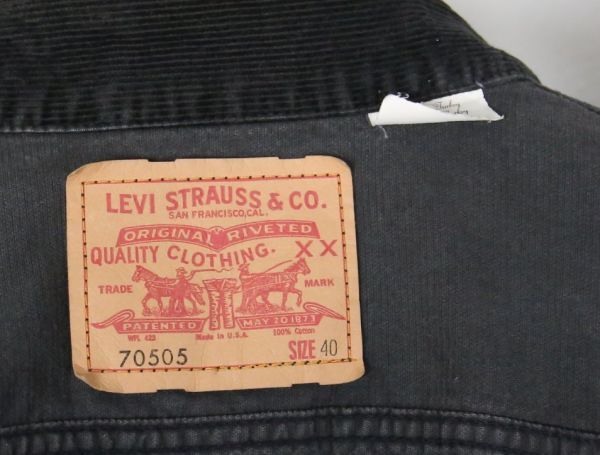 LEVI STRAUSS & CO.
SAN FRANCISCO, CAL.
ORIGINAL RIVETED
QUALITY CLOTHING. XX
TRADE MARK
PATENTED MAY 20 1873
WPL 423 Made in U.S.A. 100% Cotton
70505 SIZE 40